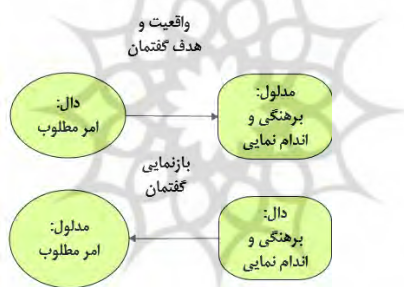 واقعیت و
هدف گفتمان
مدلول:
برهنگی و
اندام نمایی
دال:
امر مطلوب
بازنمایی
گفتمان
دال:
برهنگی و
اندام نمایی
مدلول:
امر مطلوب